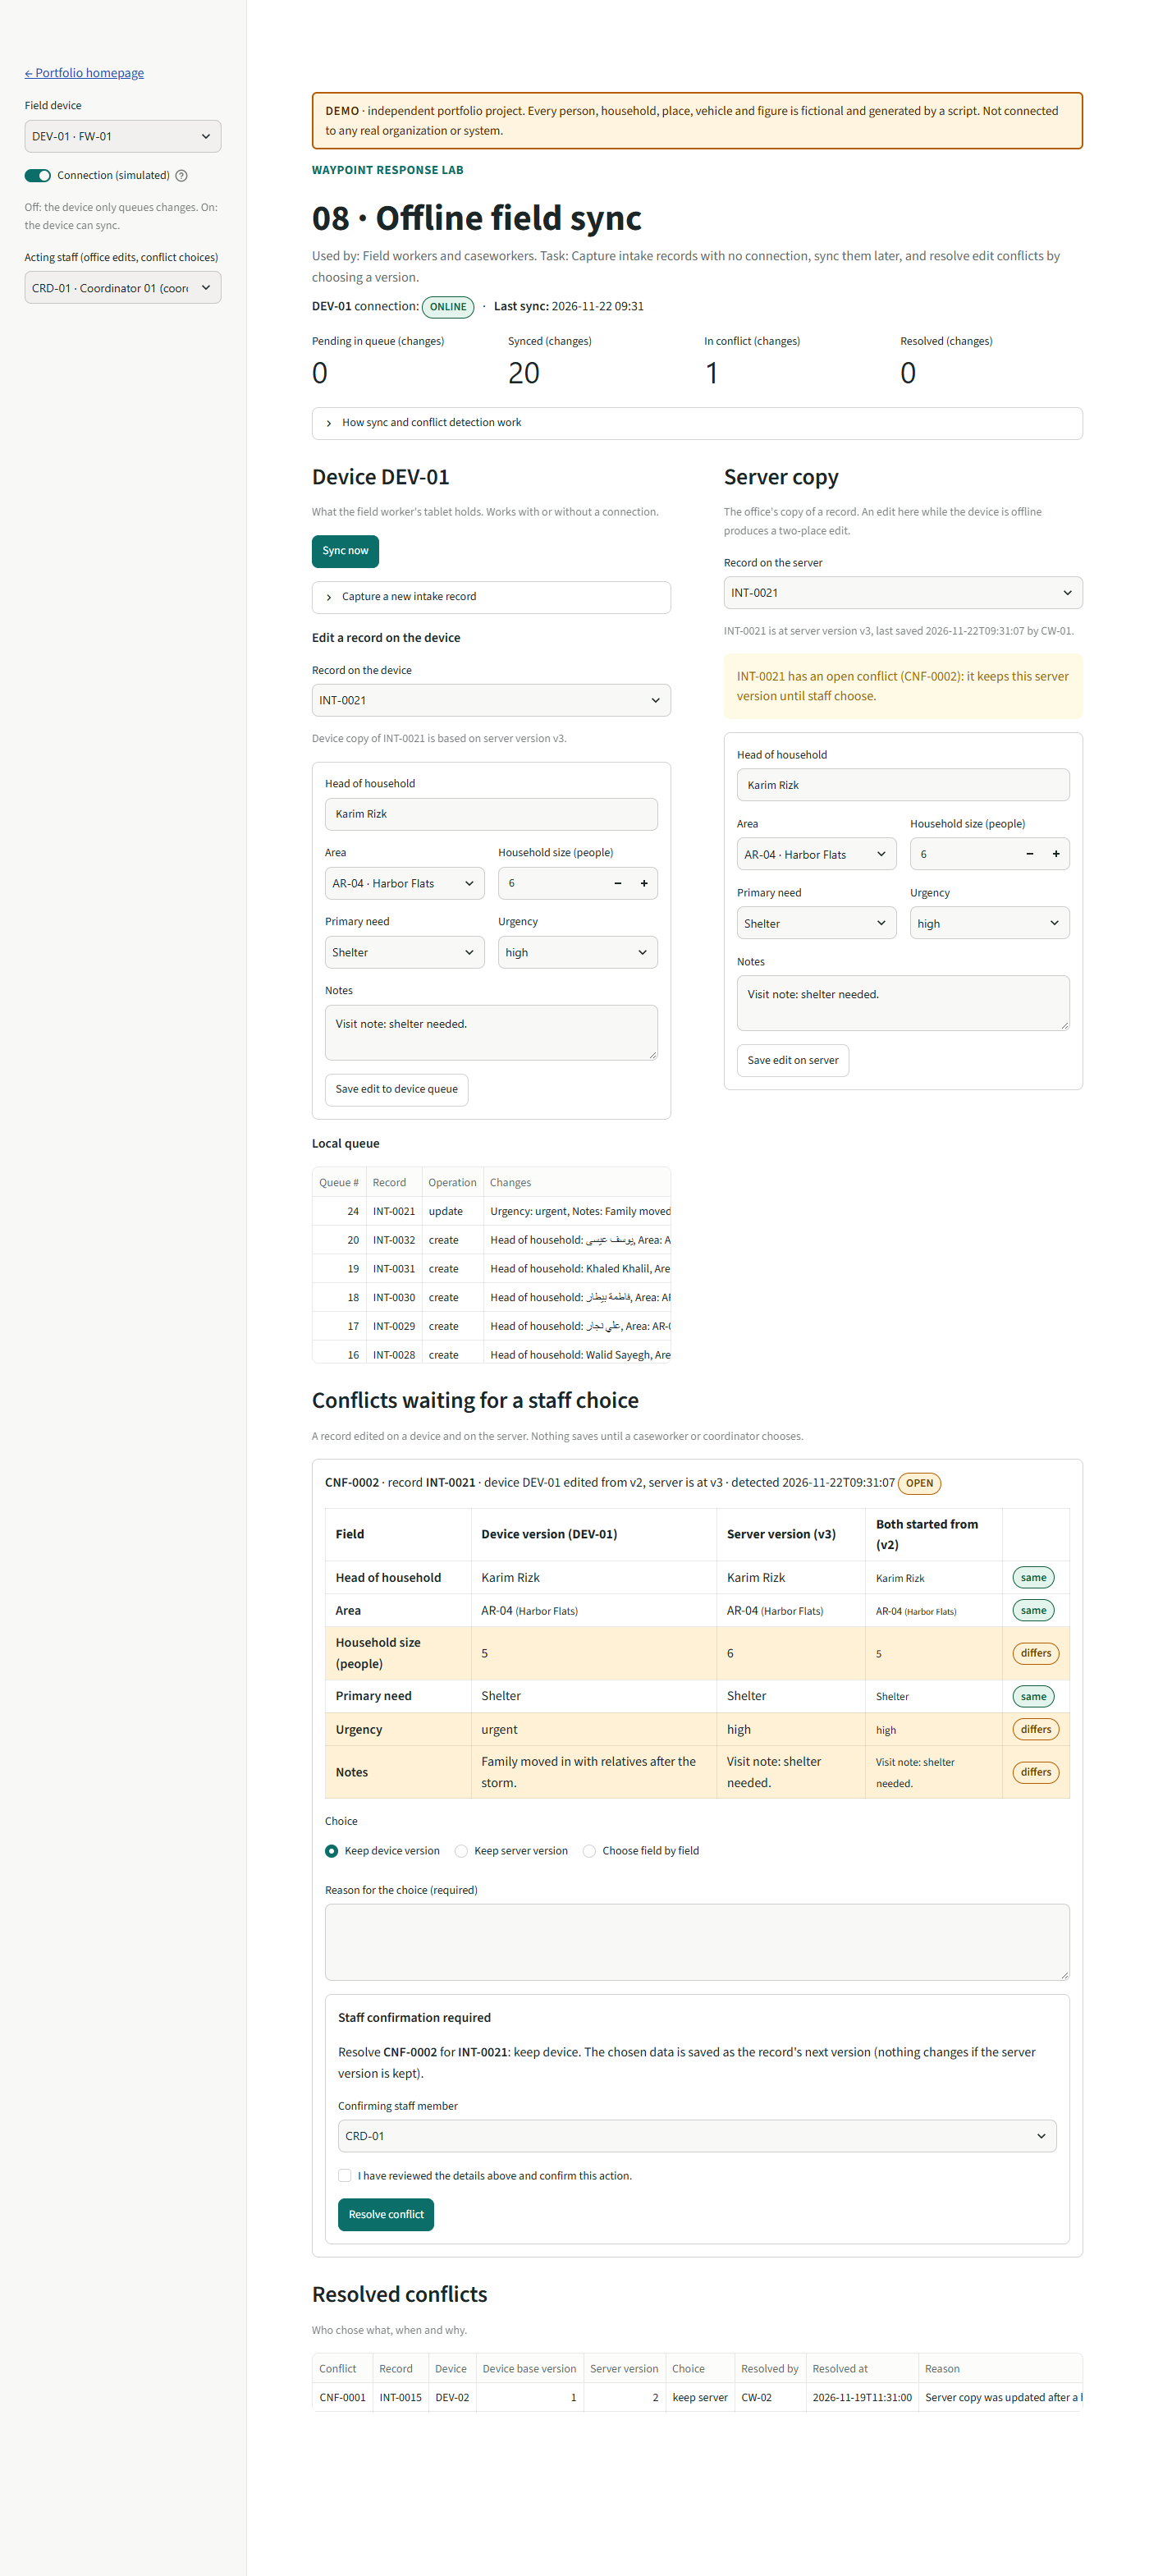 ← Portfolio homepage
Field device
DEV-01 · FW-01
Connection (simulated)
Off: the device only queues changes. On:
the device can sync.
Acting staff (office edits, conflict choices)
CRD-01 · Coordinator 01 (coor
DEMO · independent portfolio project. Every person, household, place, vehicle and figure is fictional and generated by a script. Not connected
to any real organization or system.
WAYPOINT RESPONSE LAB
08 · Offline field sync
Used by: Field workers and caseworkers. Task: Capture intake records with no connection, sync them later, and resolve edit conflicts by
choosing a version.
DEV-01 connection: ONLINE · Last sync: 2026-11-22 09:31
Pending in queue (changes) Synced (changes) In conflict (changes) Resolved (changes)
0 20 1 0
How sync and conflict detection work
Device DEV-01
What the field worker's tablet holds. Works with or without a connection.
Sync now
Capture a new intake record
Edit a record on the device
Record on the device
INT-0021
Device copy of INT-0021 is based on server version v3.
Head of household
Karim Rizk
Area Household size (people)
AR-04 · Harbor Flats 6
Primary need Urgency
Shelter high
Notes
Visit note: shelter needed.
Save edit to device queue
Local queue
Queue # Record Operation Changes
24 INT-0021 update Urgency: urgent, Notes: Family moved
20 INT-0032 create Head of household: يوسف عيسى, Area: A
19 INT-0031 create Head of household: Khaled Khalil, Are
18 INT-0030 create Head of household: فاطمة بيطار, Area: A
17 INT-0029 create Head of household: علي نجار, Area: AR-
16 INT-0028 create Head of household: Walid Sayegh, Are
Server copy
The office's copy of a record. An edit here while the device is offline
produces a two-place edit.
Record on the server
INT-0021
INT-0021 is at server version v3, last saved 2026-11-22T09:31:07 by CW-01.
INT-0021 has an open conflict (CNF-0002): it keeps this server
version until staff choose.
Head of household
Karim Rizk
Area Household size (people)
AR-04 · Harbor Flats 6
Primary need Urgency
Shelter high
Notes
Visit note: shelter needed.
Save edit on server
Conflicts waiting for a staff choice
A record edited on a device and on the server. Nothing saves until a caseworker or coordinator chooses.
CNF-0002 · record INT-0021 · device DEV-01 edited from v2, server is at v3 · detected 2026-11-22T09:31:07 OPEN
Field Device version (DEV-01) Server version (v3) Both started from
(v2)
Head of household Karim Rizk Karim Rizk Karim Rizk same
Area AR-04 (Harbor Flats) AR-04 (Harbor Flats) AR-04 (Harbor Flats) same
Household size
(people) 5 6 5 differs
Primary need Shelter Shelter Shelter same
Urgency urgent high high differs
Notes Family moved in with relatives after the Visit note: shelter Visit note: shelter differs
storm. needed. needed.
Choice
Keep device version Keep server version Choose field by field
Reason for the choice (required)
Staff confirmation required
Resolve CNF-0002 for INT-0021: keep device. The chosen data is saved as the record's next version (nothing changes if the server
version is kept).
Confirming staff member
CRD-01
I have reviewed the details above and confirm this action.
Resolve conflict
Resolved conflicts
Who chose what, when and why.
Conflict Record Device Device base version Server version Choice Resolved by Resolved at Reason
CNF-0001 INT-0015 DEV-02 1 2 keep server CW-02 2026-11-19T11:31:00 Server copy was updated after a